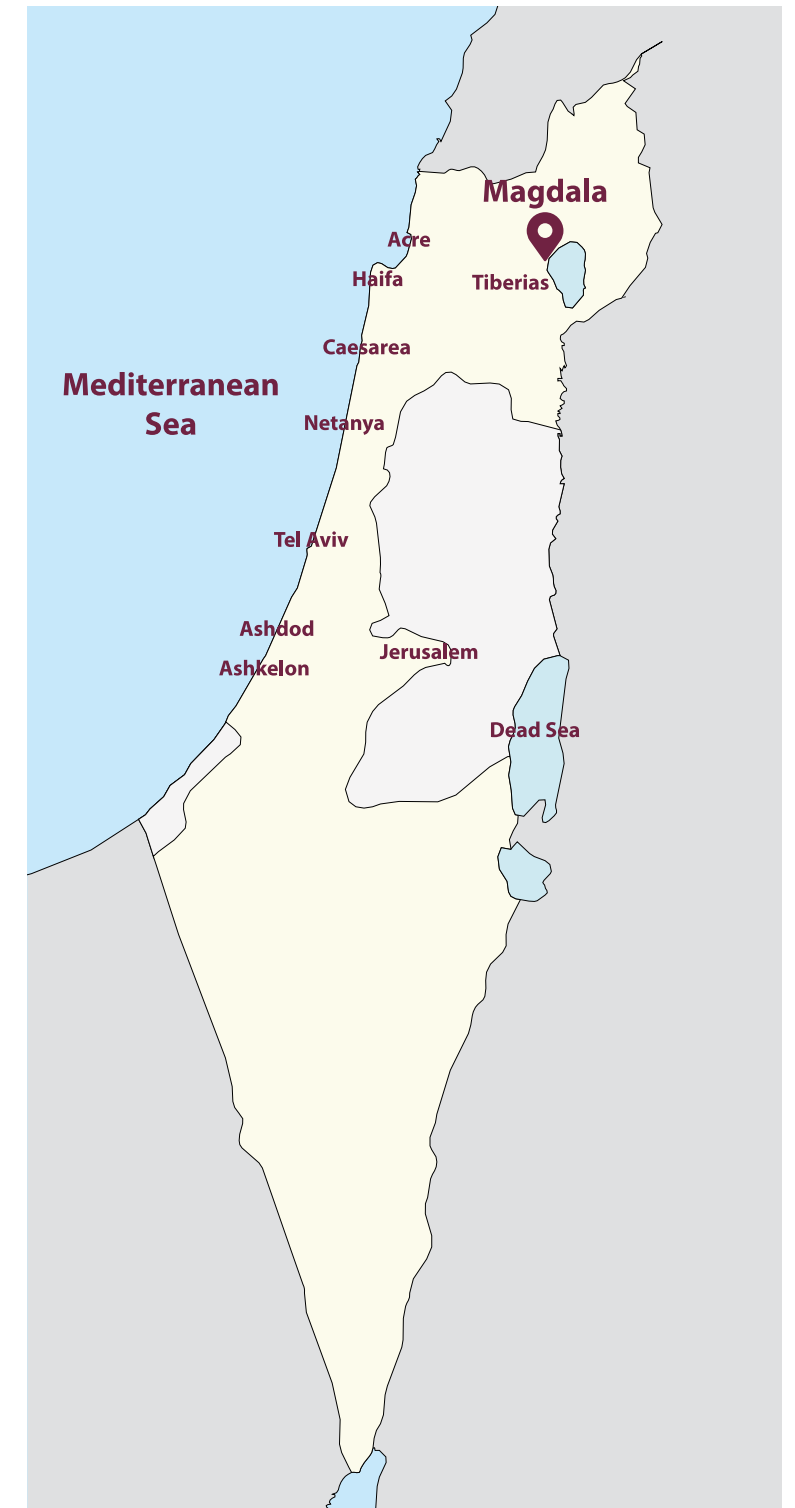 Magdala
Acre
Haifa
Tiberias
Caesarea
Mediterranean
Sea
Netanya
Tel Aviv
Ashdod
Jerusalem
Ashkelon
Dead Sea